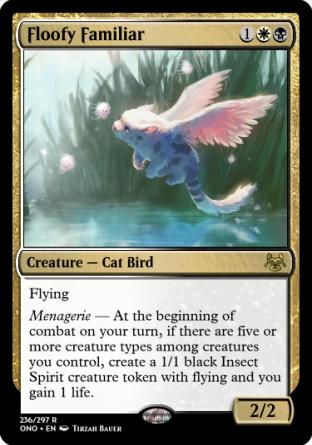 Floofy Familiar 1
Creature — Cat Bird
Flying
Menagerie — At the beginning of
combat on your turn, if there are five or
more creature types among creatures
you control, create a 1/1 black Insect
Spirit creature token with flying and you
gain 1 life.
236/297 R
ONO • EN Tirzah Bauer
2/2